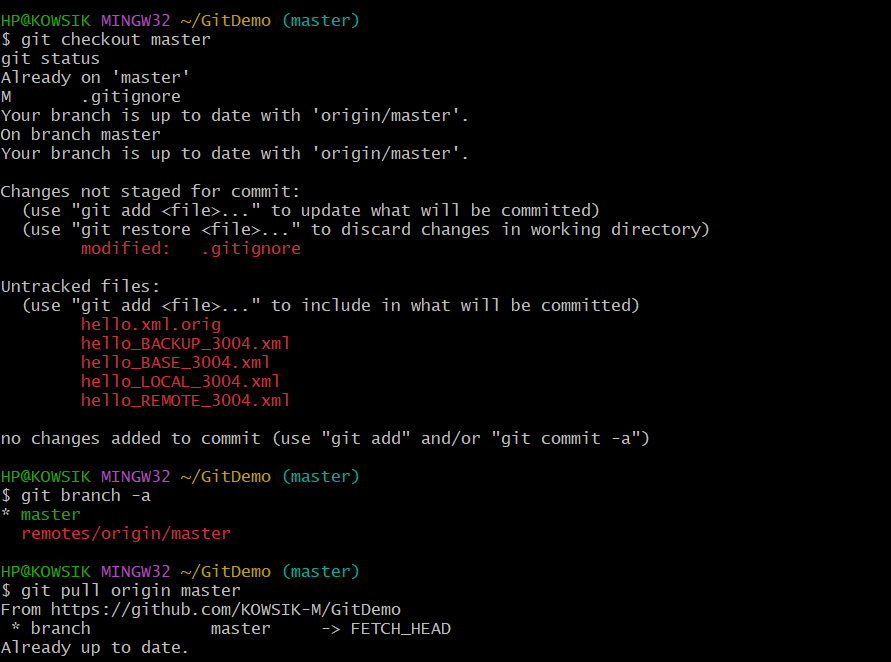 HP@KOWSIK MINGW32 ~/GitDemo (master)
$ git checkout master
git status
Already on 'master'
M       .gitignore
Your branch is up to date with 'origin/master'.
On branch master
Your branch is up to date with 'origin/master'.

Changes not staged for commit:
  (use "git add <file>..." to update what will be committed)
  (use "git restore <file>..." to discard changes in working directory)
        modified:   .gitignore

Untracked files:
  (use "git add <file>..." to include in what will be committed)
        hello.xml.orig
        hello_BACKUP_3004.xml
        hello_BASE_3004.xml
        hello_LOCAL_3004.xml
        hello_REMOTE_3004.xml

no changes added to commit (use "git add" and/or "git commit -a")

HP@KOWSIK MINGW32 ~/GitDemo (master)
$ git branch -a
* master
  remotes/origin/master

HP@KOWSIK MINGW32 ~/GitDemo (master)
$ git pull origin master
From https://github.com/KOWSIK-M/GitDemo
 * branch            master     -> FETCH_HEAD
Already up to date.